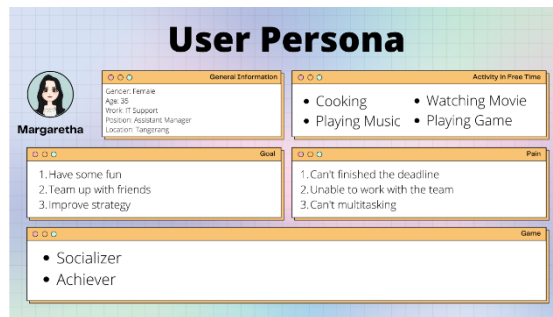 User Persona
Margaretha
General Information
Gender: Female
Age: 35
Work: IT Support
Position: Assistant Manager
Location: Tangerang
Activity in Free Time
Cooking
Playing Music
Watching Movie
Playing Game
Goal
1. Have some fun
2. Team up with friends
3. Improve strategy
Pain
1. Can't finished the deadline
2. Unable to work with the team
3. Can't multitasking
Game
Socializer
Achiever